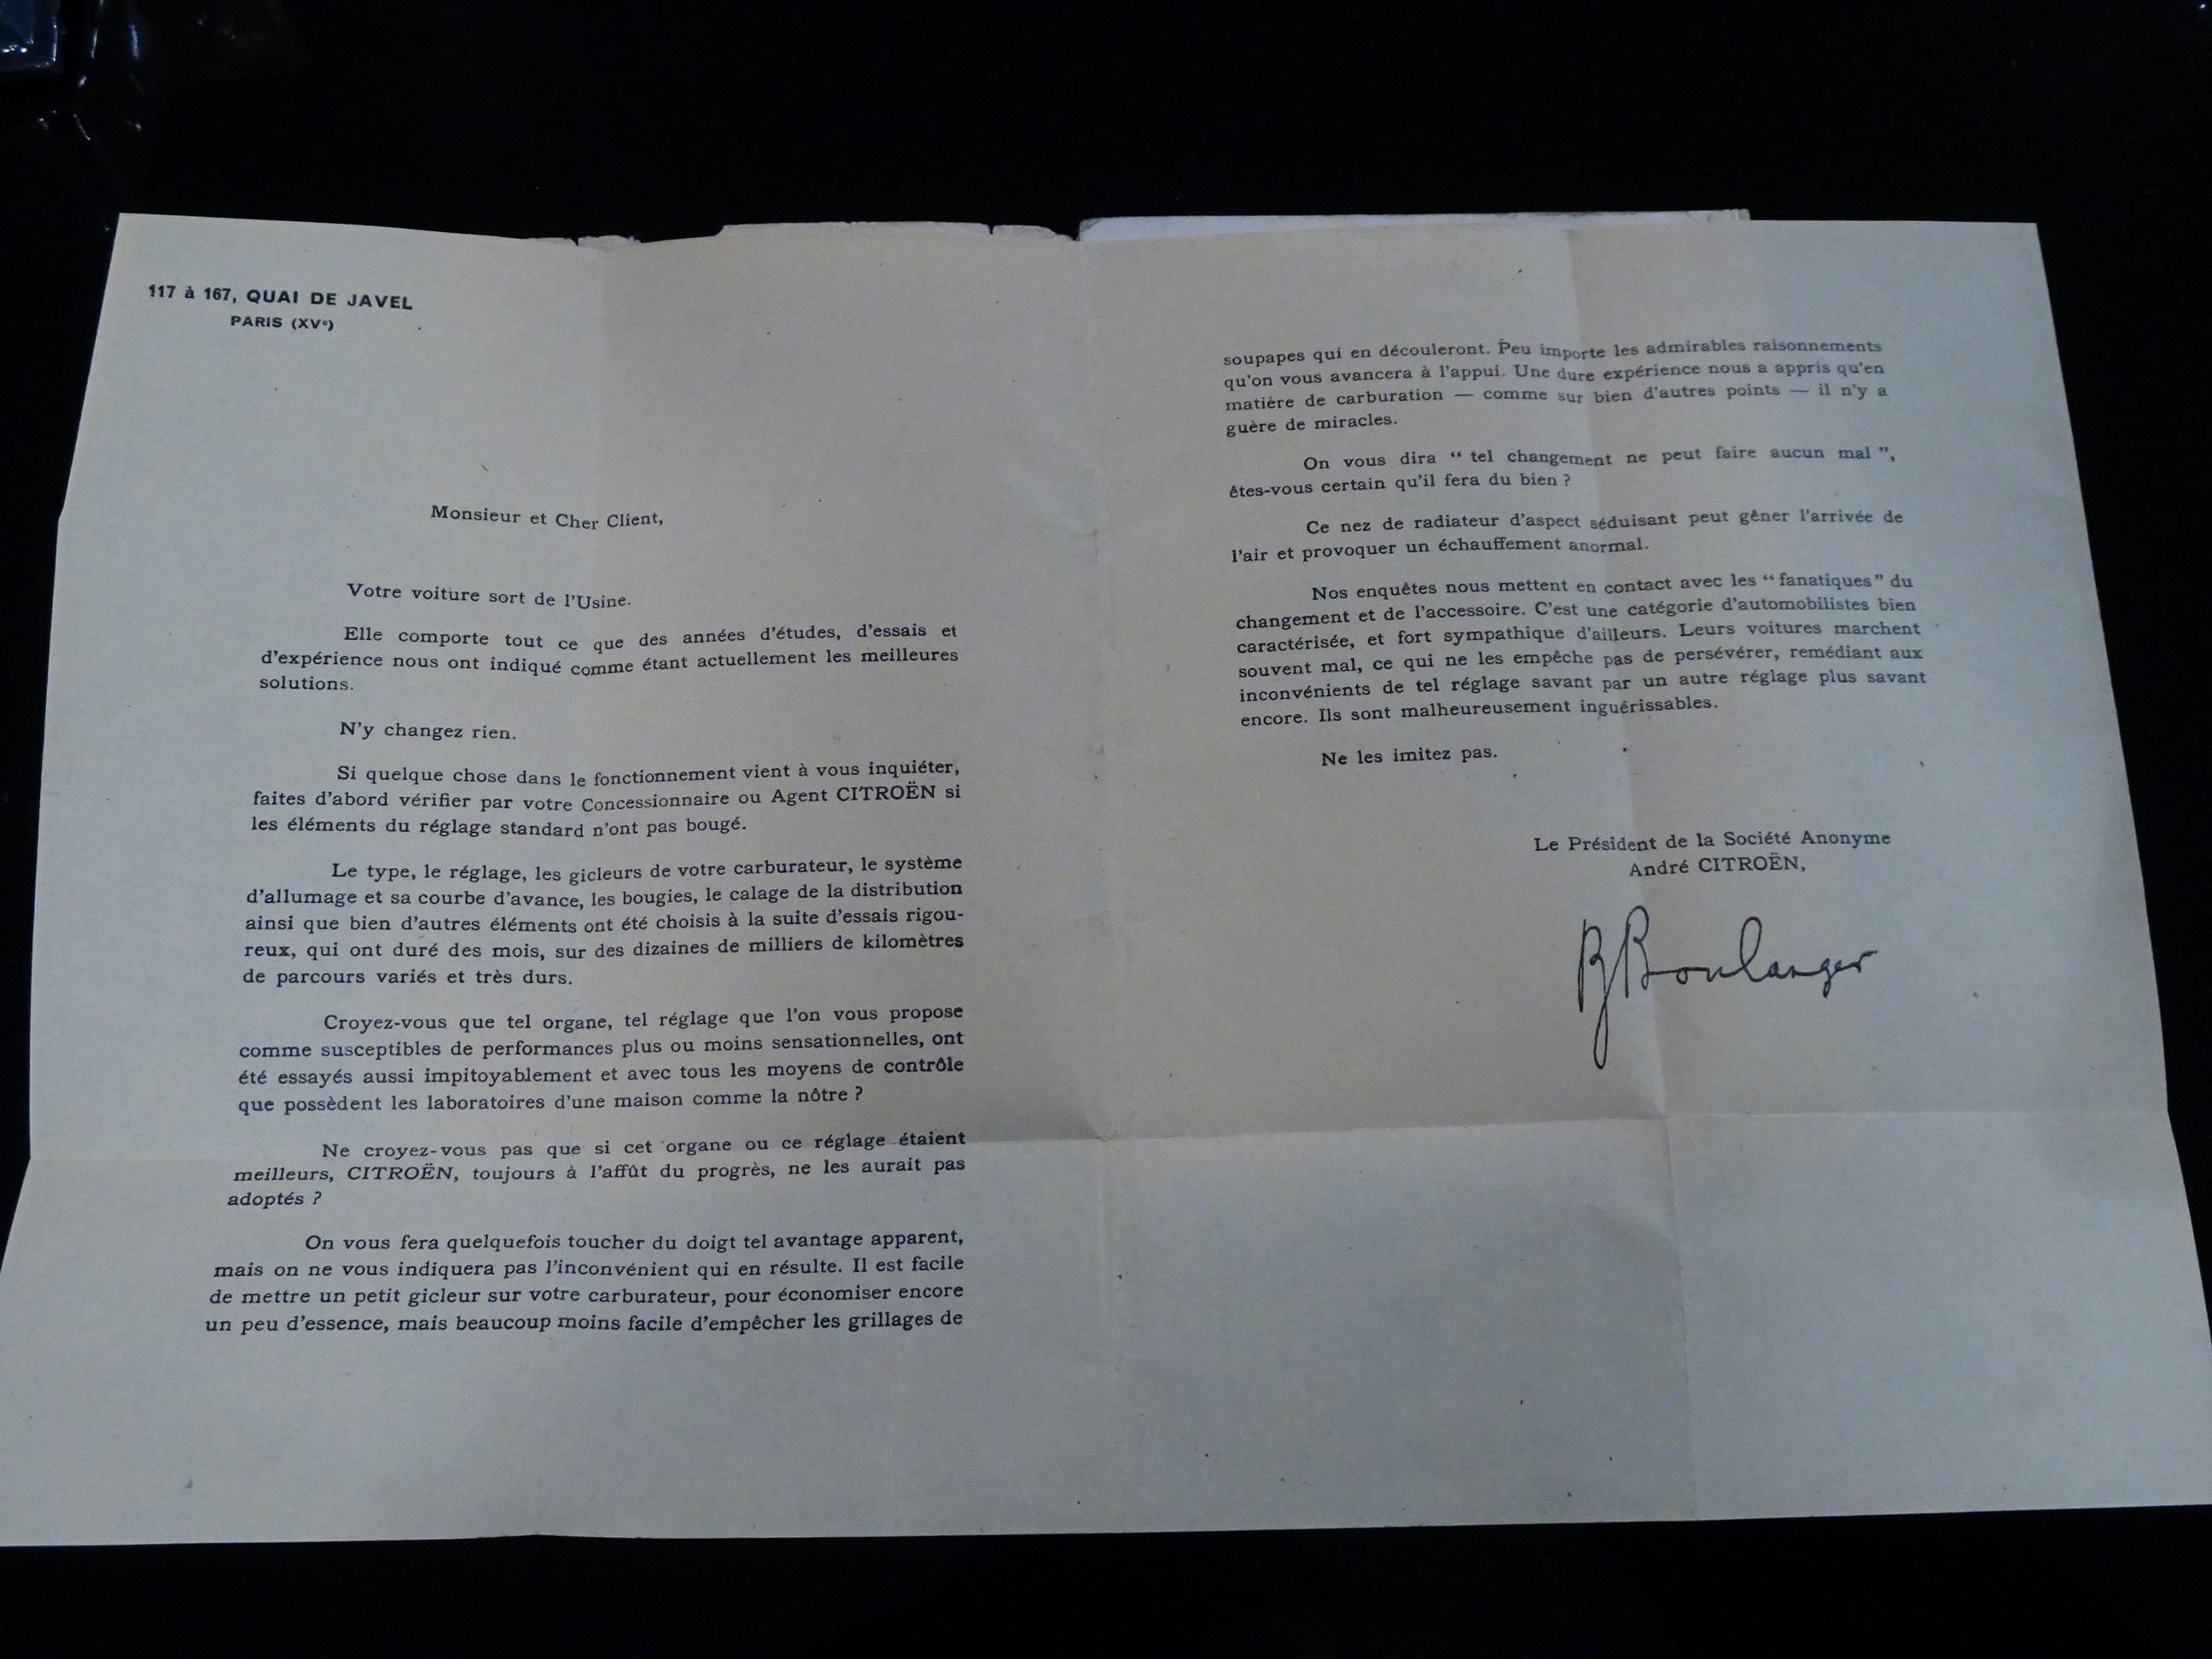 117 à 167, QUAI DE JAVEL
PARIS (XVe)
Monsieur et Cher Client,
Votre voiture sort de l'Usine.
Elle comporte tout ce que des années d'études, d'essais et
d'expérience nous ont indiqué comme étant actuellement les meilleures
solutions.
N'y changez rien.
Si quelque chose dans le fonctionnement vient à vous inquiéter,
faites d'abord vérifier par votre Concessionnaire ou Agent CITROËN si
les éléments du réglage standard n'ont pas bougé.
Le type, le réglage, les gicleurs de votre carburateur, le système
d'allumage et sa courbe d'avance, les bougies, le calage de la distribution
ainsi que bien d'autres éléments ont été choisis à la suite d'essais rigou-
reux, qui ont duré des mois, sur des dizaines de milliers de kilomètres
de parcours variés et très durs.
Croyez-vous que tel organe, tel réglage que l'on vous propose
comme susceptibles de performances plus ou moins sensationnelles, ont
été essayés aussi impitoyablement et avec tous les moyens de contrôle
que possèdent les laboratoires d'une maison comme la nôtre ?
Ne croyez-vous pas que si cet organe ou ce réglage étaient
meilleurs, CITROËN, toujours à l'affût du progrès, ne les aurait pas
adoptés ?
On vous fera quelquefois toucher du doigt tel avantage apparent,
mais on ne vous indiquera pas l'inconvénient qui en résulte. Il est facile
de mettre un petit gicleur sur votre carburateur, pour économiser encore
un peu d'essence, mais beaucoup moins facile d'empêcher les grillages de
soupapes qui en découleront. Peu importe les admirables raisonnements
qu'on vous avancera à l'appui. Une dure expérience nous a appris qu'en
matière de carburation — comme sur bien d'autres points — il n'y a
guère de miracles.
On vous dira “ tel changement ne peut faire aucun mal ”,
êtes-vous certain qu'il fera du bien ?
Ce nez de radiateur d'aspect séduisant peut gêner l'arrivée de
l'air et provoquer un échauffement anormal.
Nos enquêtes nous mettent en contact avec les “ fanatiques ” du
changement et de l'accessoire. C'est une catégorie d'automobilistes bien
caractérisée, et fort sympathique d'ailleurs. Leurs voitures marchent
souvent mal, ce qui ne les empêche pas de persévérer, remédiant aux
inconvénients de tel réglage savant par un autre réglage plus savant
encore. Ils sont malheureusement inguérissables.
Ne les imitez pas.
Le Président de la Société Anonyme
André CITROËN,
PJBoulanger